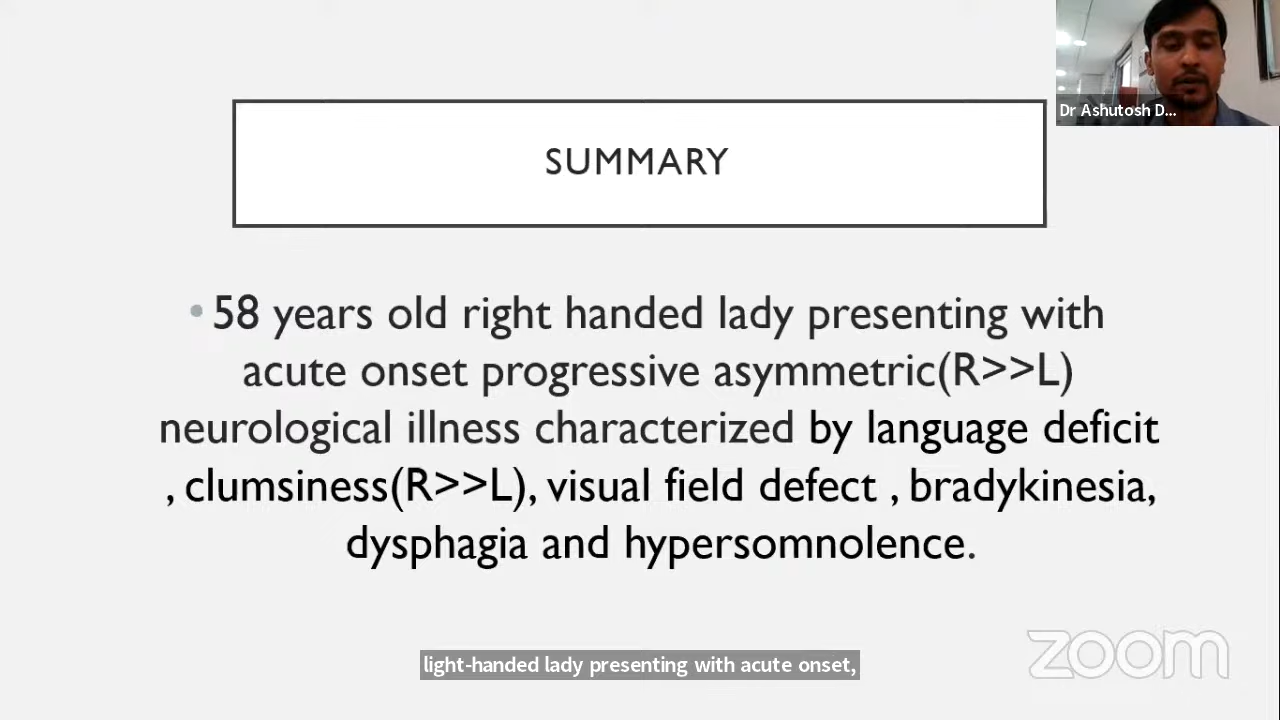 Dr Ashutosh D...
SUMMARY
• 58 years old right handed lady presenting with
acute onset progressive asymmetric(R>>L)
neurological illness characterized by language deficit
, clumsiness(R>>L), visual field defect , bradykinesia,
dysphagia and hypersomnolence.
light-handed lady presenting with acute onset,
zoom